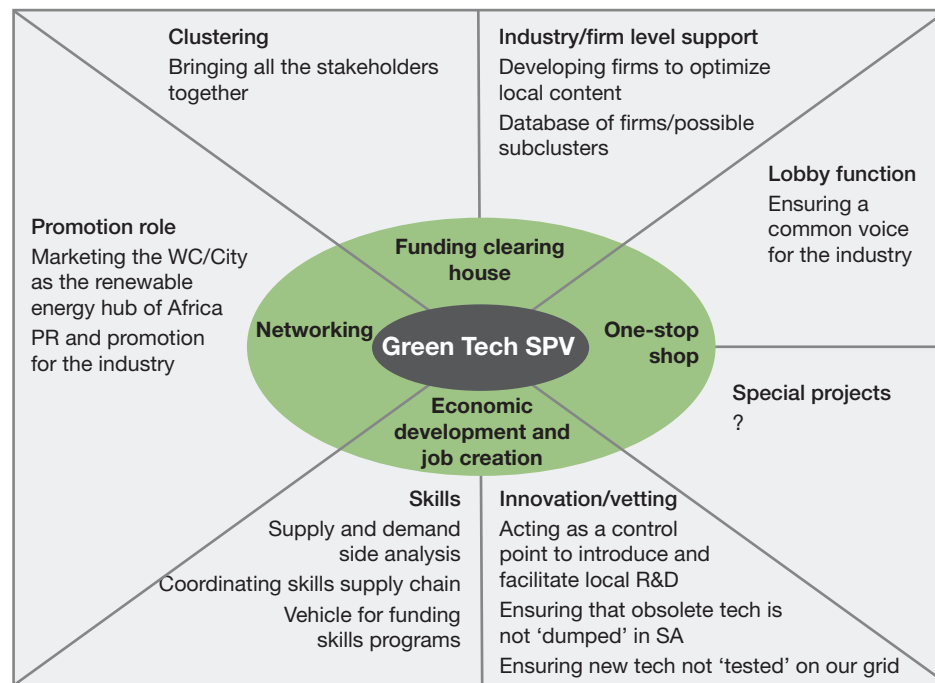 Clustering
Bringing all the stakeholders
together
Industry/firm level support
Developing firms to optimize
local content
Database of firms/possible
subclusters
Lobby function
Ensuring a
common voice
for the industry
Promotion role
Marketing the WC/City
as the renewable
energy hub of Africa
PR and promotion
for the industry
Funding clearing
house
Networking
Green Tech SPV
One-stop
shop
Economic
development and
job creation
Special projects
?
Skills
Supply and demand
side analysis
Coordinating skills supply chain
Vehicle for funding
skills programs
Innovation/vetting
Acting as a control
point to introduce and
facilitate local R&D
Ensuring that obsolete tech is
not ‘dumped’ in SA
Ensuring new tech not ‘tested’ on our grid